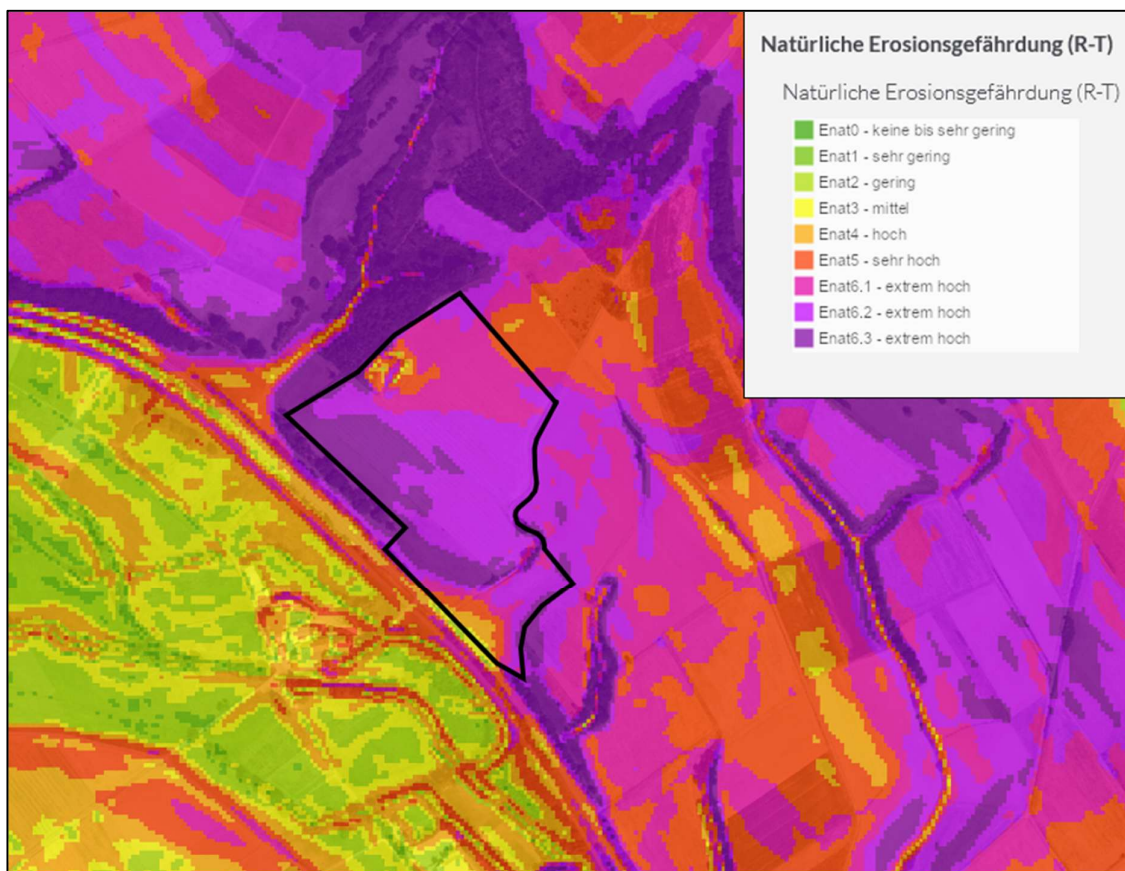 Natürliche Erosionsgefährdung (R-T)
Natürliche Erosionsgefährdung (R-T)
Enat0 - keine bis sehr gering
Enat1 - sehr gering
Enat2 - gering
Enat3 - mittel
Enat4 - hoch
Enat5 - sehr hoch
Enat6.1 - extrem hoch
Enat6.2 - extrem hoch
Enat6.3 - extrem hoch